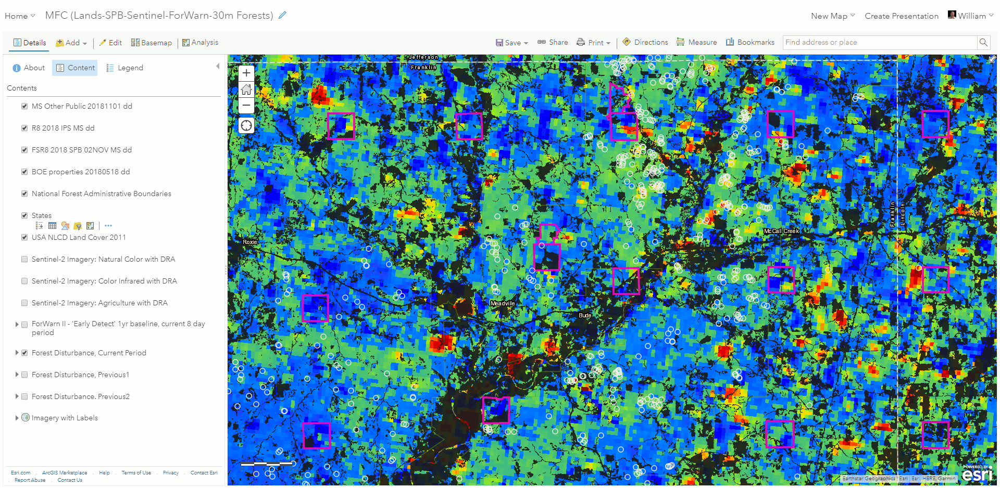 Home
MFC (Lands-SPB-Sentinel-ForWarn-30m Forests)
New Map
Create Presentation
William
Details
Add
Edit
Basemap
Analysis
Save
Share
Print
Directions
Measure
Bookmarks
Find address or place
About
Content
Legend
Contents
MS Other Public 20181101 dd
R8 2018 IPS MS dd
FSR8 2018 SPB 02NOV MS dd
BOE properties 20180518 dd
National Forest Administrative Boundaries
States
USA NLCD Land Cover 2011
Sentinel-2 Imagery: Natural Color with DRA
Sentinel-2 Imagery: Color Infrared with DRA
Sentinel-2 Imagery: Agriculture with DRA
ForWarn II - 'Early Detect' 1yr baseline, current 8 day
period
Forest Disturbance, Current Period
Forest Disturbance, Previous1
Forest Disturbance. Previous2
Imagery with Labels
Esri.com . ArcGIS Marketplace . Help . Terms of Use . Privacy . Contact Esri
. Report Abuse . Contact Us
Jefferson
Franklin
Franklin
Lincoln
McCall Creek
Roxie
Meadville
Bude
Earthstar Geographics | Esri | Esri, HERE, Garmin
POWERED BY
esri